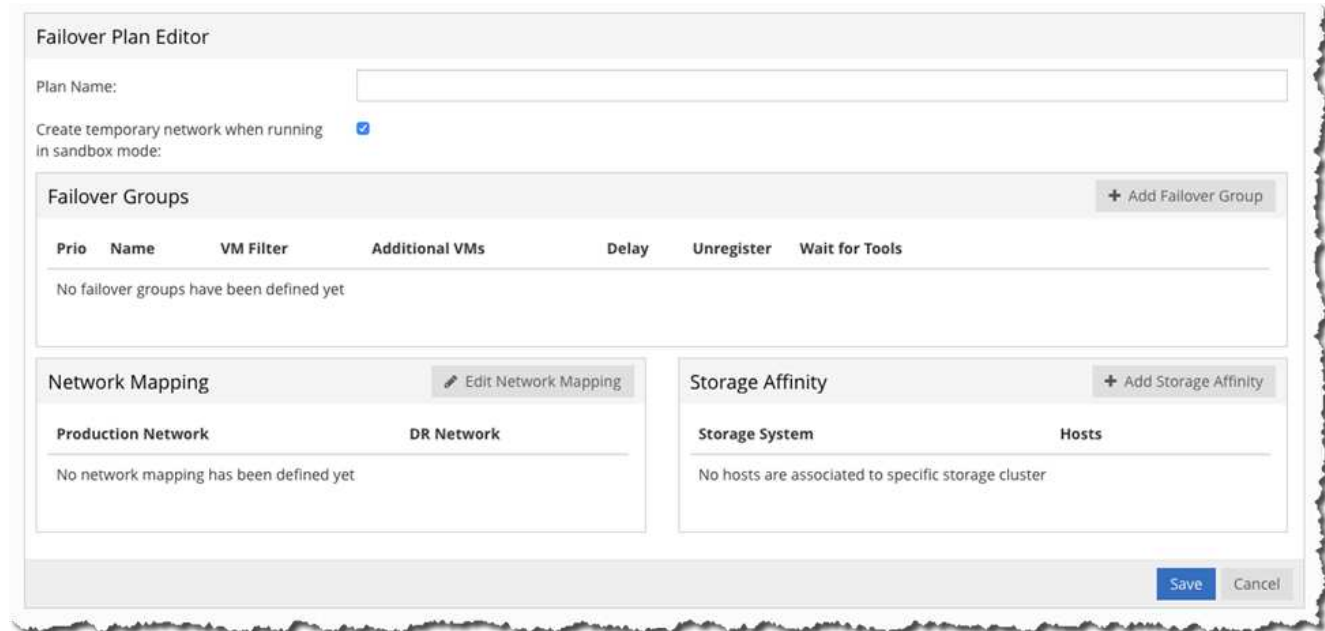 Failover Plan Editor
Plan Name:
Create temporary network when running
in sandbox mode:
Failover Groups
+ Add Failover Group
Prio Name VM Filter Additional VMs Delay Unregister Wait for Tools
No failover groups have been defined yet
Network Mapping
Edit Network Mapping
Production Network DR Network
No network mapping has been defined yet
Storage Affinity
+ Add Storage Affinity
Storage System Hosts
No hosts are associated to specific storage cluster
Save Cancel